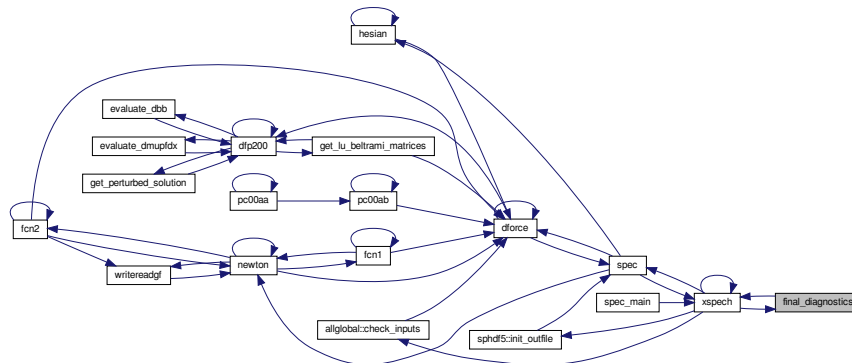 hesian
evaluate_dbb
evaluate_dmupfdx
dfp200
get_lu_beltrami_matrices
get_perturbed_solution
pc00aa
pc00ab
fcn2
dforce
fcn1
newton
spec
writereadgf
spec_main
xspech
final_diagnostics
allglobal::check_inputs
sphdf5::init_outfile